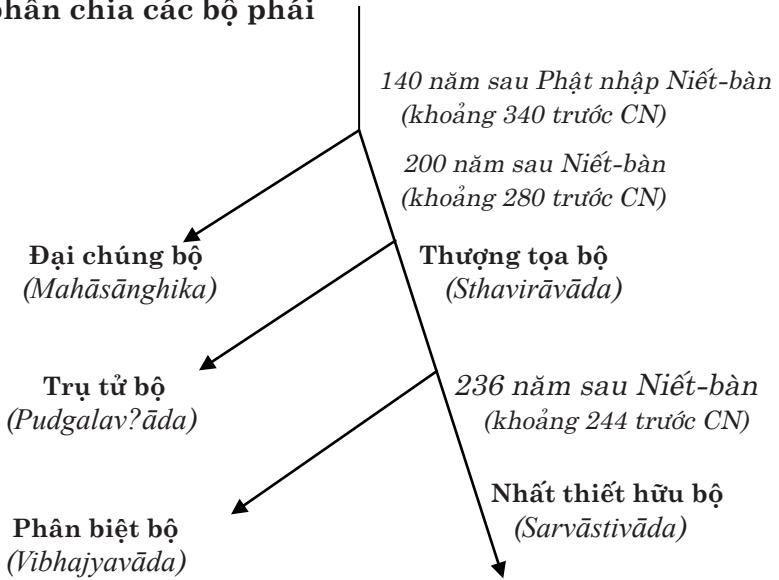 phân chia các bộ phái
140 năm sau Phật nhập Niết-bàn
(khoảng 340 trước CN)
200 năm sau Niết-bàn
(khoảng 280 trước CN)
Đại chúng bộ
(Mahāsānghika)
Thượng tọa bộ
(Sthavirāvāda)
Trụ tử bộ
(Pudgalav?āda)
236 năm sau Niết-bàn
(khoảng 244 trước CN)
Nhất thiết hữu bộ
(Sarvāstivāda)
Phân biệt bộ
(Vibhajyavāda)